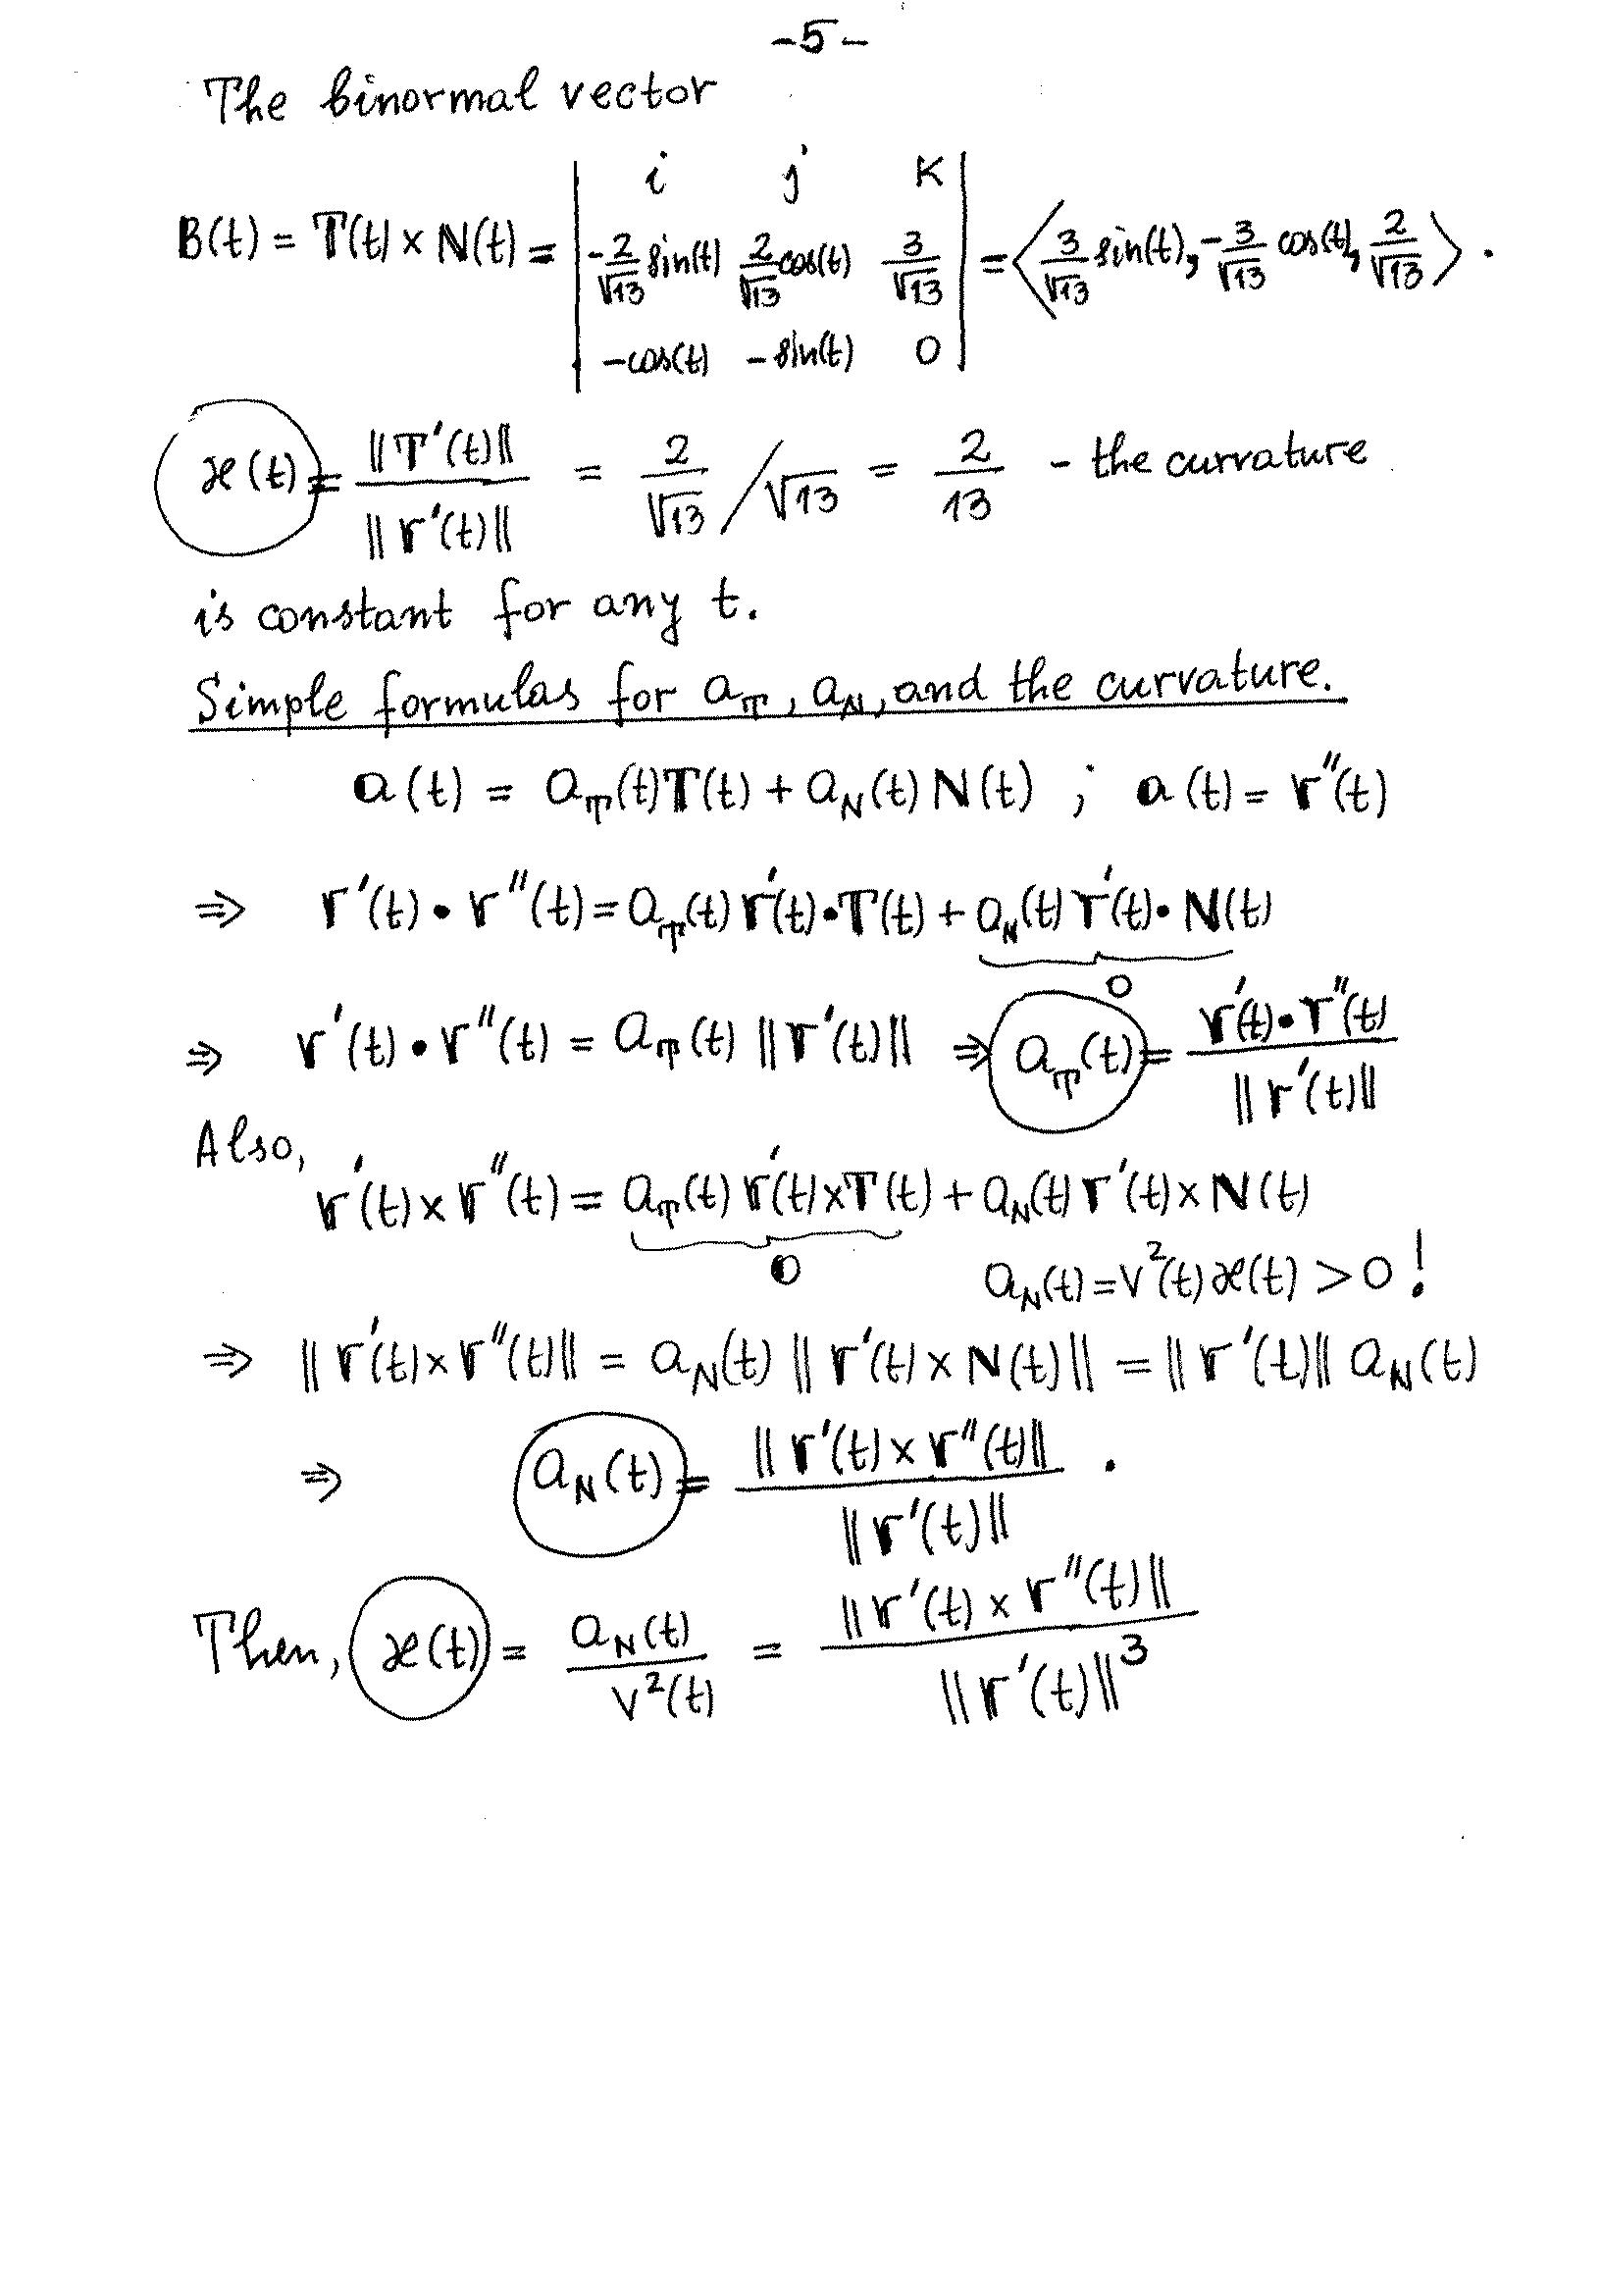 -5-
The binormal vector
B(t) = T(t) × N(t) = | i j k ; -2/√13 sin(t) 2/√13 cos(t) 3/√13 ; -cos(t) -sin(t) 0 | = ⟨3/√13 sin(t), -3/√13 cos(t), 2/√13⟩.
æ(t) = ||T'(t)|| / ||r'(t)|| = 2/√13 / √13 = 2/13 - the curvature
is constant for any t.
Simple formulas for a_T, a_N, and the curvature.
a(t) = a_T(t)T(t) + a_N(t)N(t) ; a(t) = r''(t)
⇒ r'(t) • r''(t) = a_T(t) r'(t)•T(t) + a_N(t) r'(t)•N(t)
0
⇒ r'(t) • r''(t) = a_T(t) ||r'(t)|| ⇒ a_T(t) = r'(t)•r''(t) / ||r'(t)||
Also,
r'(t) × r''(t) = a_T(t) r'(t)×T(t) + a_N(t) r'(t)×N(t)
0 a_N(t) = v²(t)æ(t) > 0 !
⇒ ||r'(t)×r''(t)|| = a_N(t) ||r'(t)×N(t)|| = ||r'(t)|| a_N(t)
⇒ a_N(t) = ||r'(t)×r''(t)|| / ||r'(t)|| .
Then, æ(t) = a_N(t) / v²(t) = ||r'(t)×r''(t)|| / ||r'(t)||³